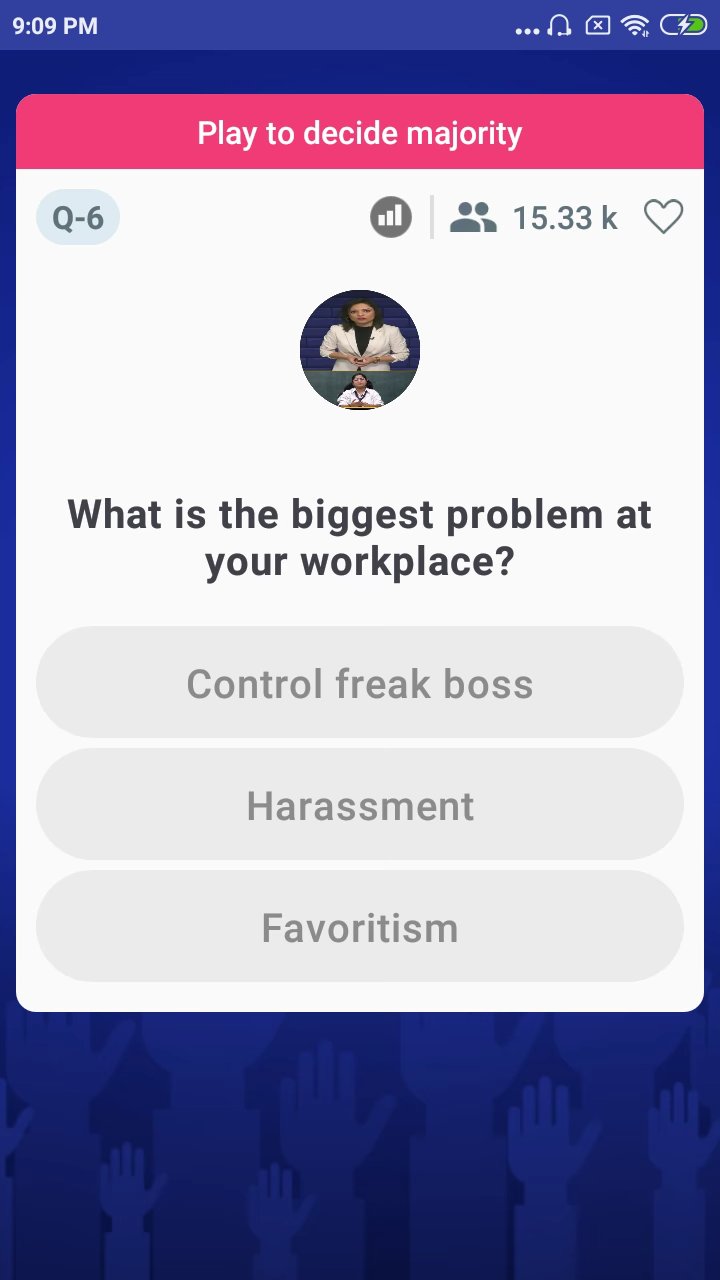 9:09 PM
Play to decide majority
Q-6
15.33 k
What is the biggest problem at
your workplace?
Control freak boss
Harassment
Favoritism